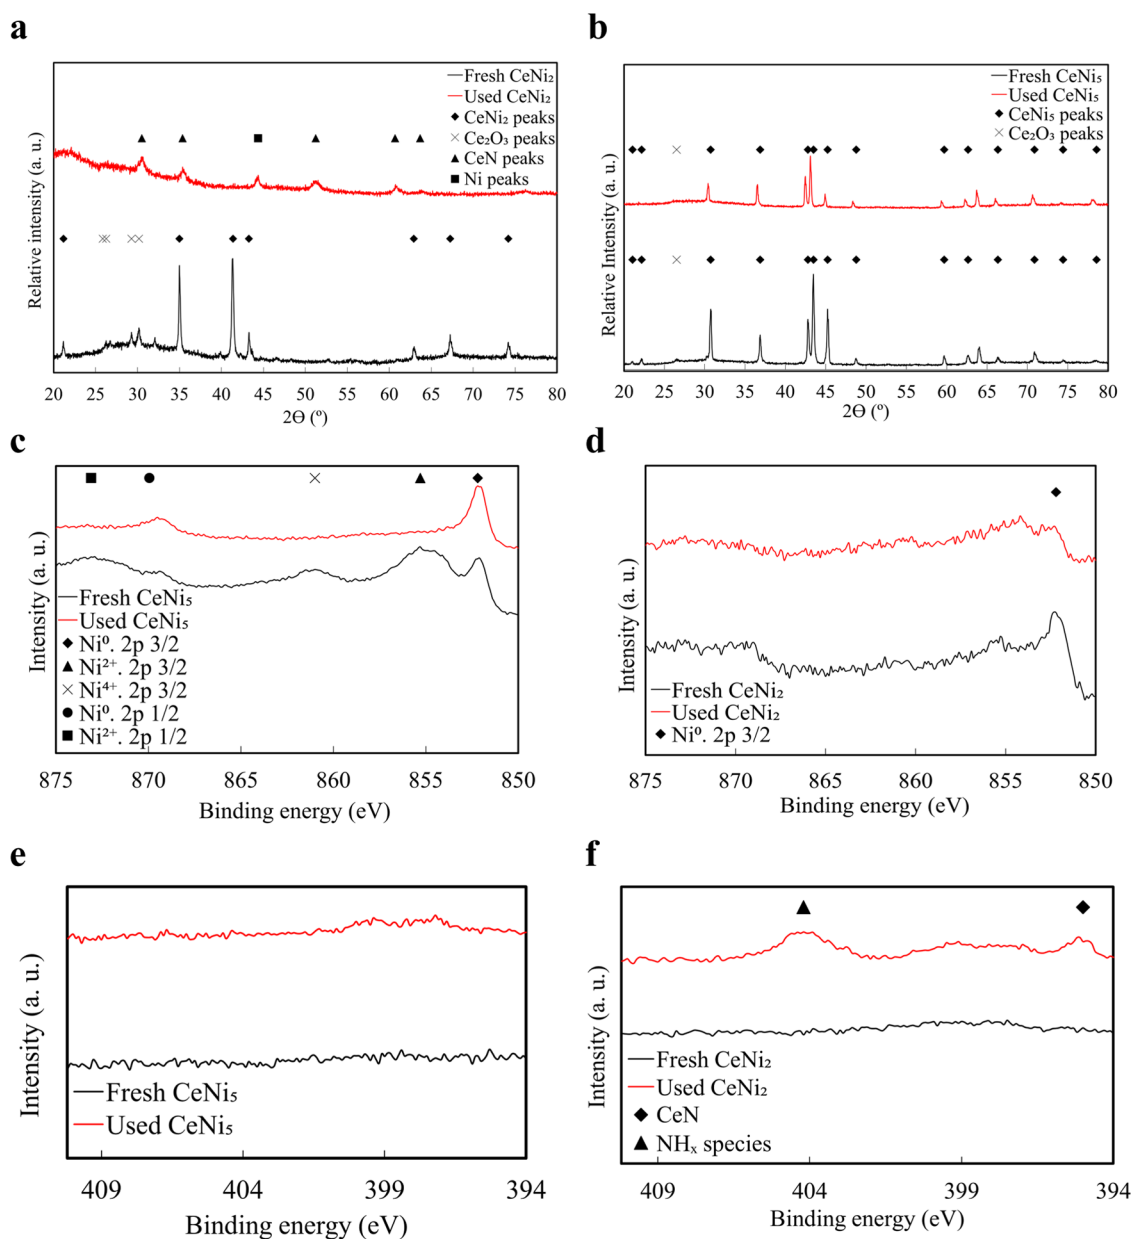 a
Fresh CeNi₂
Used CeNi₂
CeNi₂ peaks
Ce₂O₃ peaks
CeN peaks
Ni peaks
Relative intensity (a. u.)
20 25 30 35 40 45 50 55 60 65 70 75 80
2Ɵ (º)
b
Fresh CeNi₅
Used CeNi₅
CeNi₅ peaks
Ce₂O₃ peaks
Relative Intensity (a. u.)
20 25 30 35 40 45 50 55 60 65 70 75 80
2Ɵ (º)
c
Fresh CeNi₅
Used CeNi₅
Ni⁰. 2p 3/2
Ni²⁺. 2p 3/2
Ni⁴⁺. 2p 3/2
Ni⁰. 2p 1/2
Ni²⁺. 2p 1/2
Intensity (a. u.)
875 870 865 860 855 850
Binding energy (eV)
d
Fresh CeNi₂
Used CeNi₂
Ni⁰. 2p 3/2
Intensity (a. u.)
875 870 865 860 855 850
Binding energy (eV)
e
Fresh CeNi₅
Used CeNi₅
Intensity (a. u.)
409 404 399 394
Binding energy (eV)
f
Fresh CeNi₂
Used CeNi₂
CeN
NHₓ species
Intensity (a. u.)
409 404 399 394
Binding energy (eV)